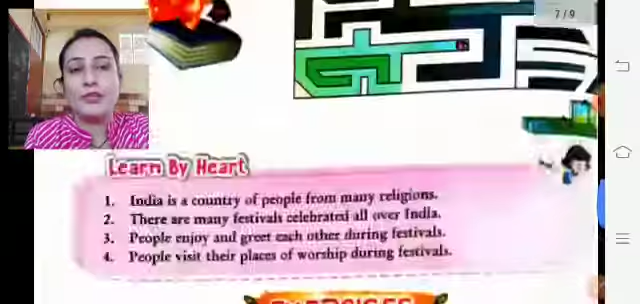 7/9
Learn By Heart
1. India is a country of people from many religions.
2. There are many festivals celebrated all over India.
3. People enjoy and greet each other during festivals.
4. People visit their places of worship during festivals.
EXERCISES